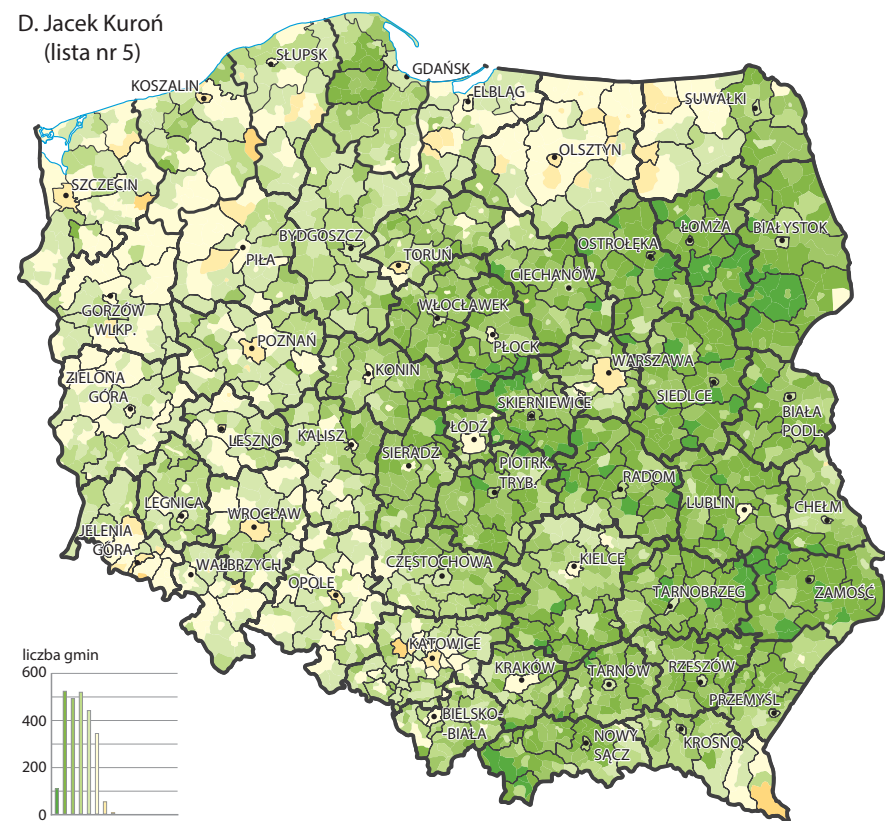 D. Jacek Kuroń
(lista nr 5)
SŁUPSK
GDAŃSK
KOSZALIN
ELBLĄG
SUWAŁKI
OLSZTYN
SZCZECIN
BYDGOSZCZ
OSTROŁĘKA
ŁOMŻA
BIAŁYSTOK
PIŁA
TORUŃ
CIECHANÓW
GORZÓW
WLKP.
WŁOCŁAWEK
POZNAŃ
PŁOCK
WARSZAWA
ZIELONA
GÓRA
KONIN
SKIERNIEWICE
SIEDLCE
BIAŁA
PODL.
LESZNO
KALISZ
ŁÓDŹ
SIERADZ
PIOTRK.
TRYB.
RADOM
LEGNICA
WROCŁAW
LUBLIN
CHEŁM
JELENIA
GÓRA
WAŁBRZYCH
OPOLE
CZĘSTOCHOWA
KIELCE
TARNOBRZEG
ZAMOŚĆ
KATOWICE
KRAKÓW
TARNÓW
RZESZÓW
PRZEMYŚL
BIELSKO-
-BIAŁA
NOWY
SĄCZ
KROSNO
liczba gmin
600
400
200
0